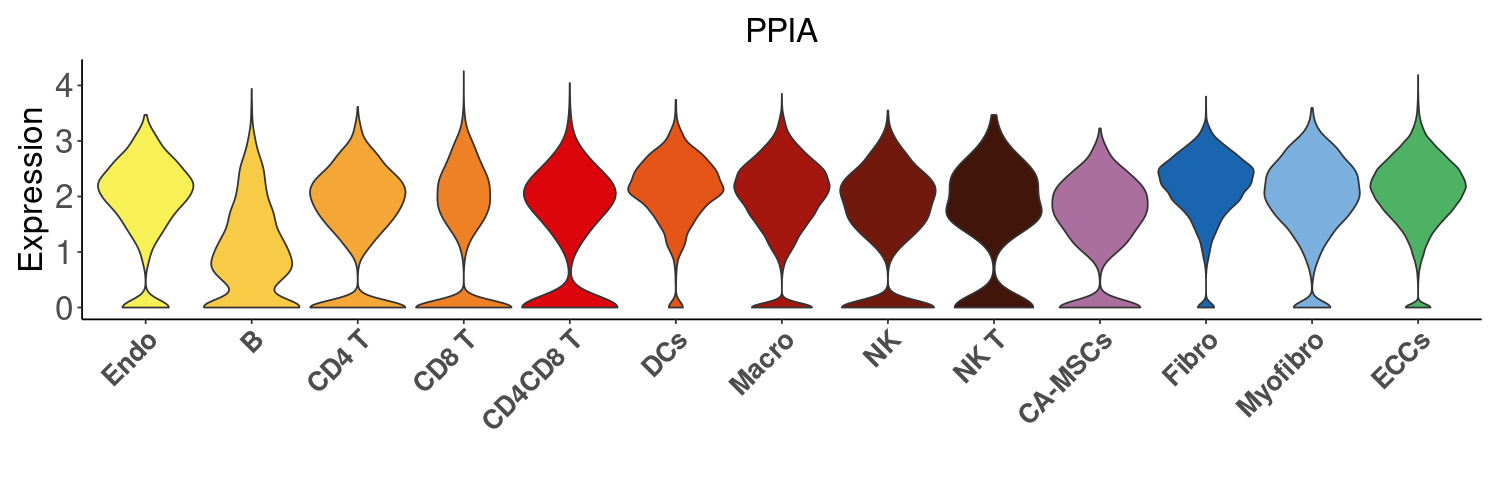 PPIA
Expression
4
3
2
1
0
Endo
B
CD4 T
CD8 T
CD4CD8 T
DCs
Macro
NK
NK T
CA-MSCs
Fibro
Myofibro
ECCs